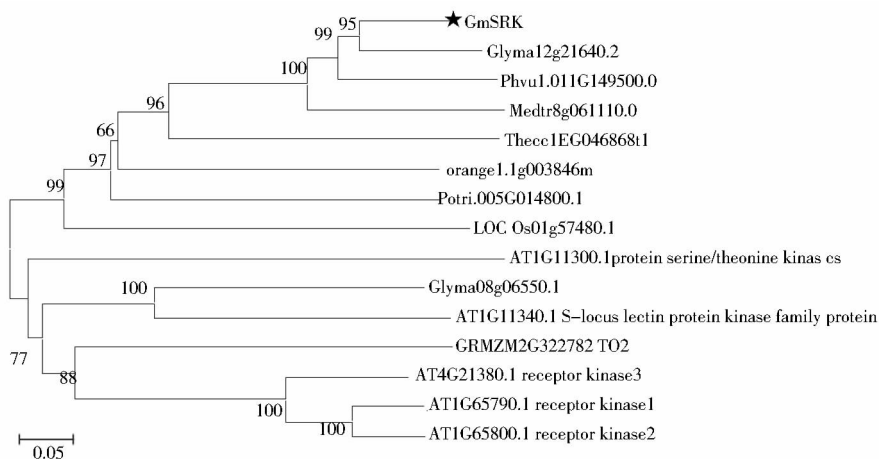 95
GmSRK
99
Glyma12g21640.2
100
Phvu1.011G149500.0
96
Medtr8g061110.0
66
Thecc1EG046868t1
97
orange1.1g003846m
99
Potri.005G014800.1
LOC Os01g57480.1
AT1G11300.1protein serine/theonine kinas cs
100
Glyma08g06550.1
AT1G11340.1 S-locus lectin protein kinase family protein
77
GRMZM2G322782 TO2
88
AT4G21380.1 receptor kinase3
100
AT1G65790.1 receptor kinase1
100
AT1G65800.1 receptor kinase2
0.05